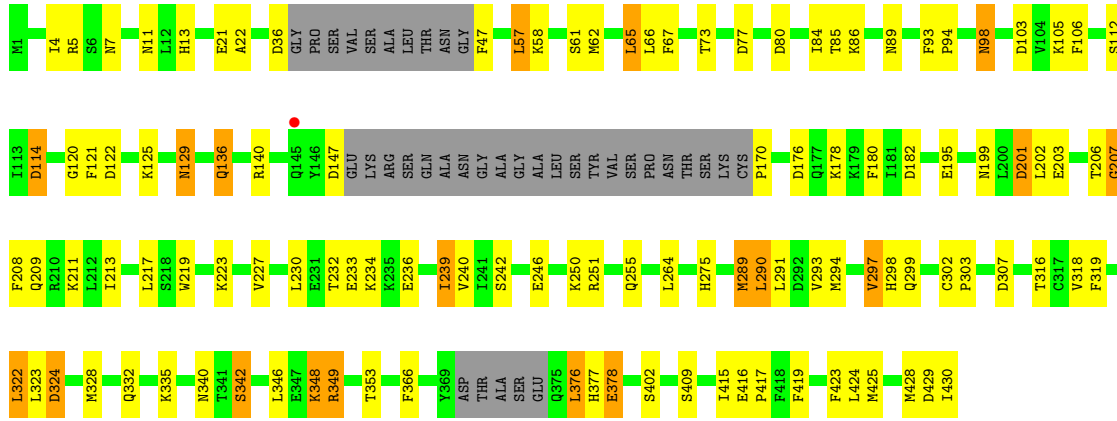 M1 I4 R5 S6 N7 N11 L12 H13 E21 A22 D36 GLY PRO SER VAL SER ALA LEU THR ASN GLY F47 L57 K58 S61 M62 L65 L66 F67 T73 D77 D80 I84 T85 K86 N89 F93 P94 N98 D103 V104 K105 F106 S112
I113 D114 G120 F121 D122 K125 N129 Q136 R140 Q145 Y146 D147 GLU LYS ARG SER GLN ALA ASN GLY ALA GLY ALA LEU SER TYR VAL SER PRO ASN THR SER LYS CYS P170 D176 Q177 K178 K179 F180 I181 D182 E195 N199 L200 D201 L202 E203 T206 G207
F208 Q209 R210 K211 L212 I213 L217 S218 W219 K223 V227 L230 E231 T232 E233 K234 K235 E236 I239 V240 I241 S242 E246 K250 R251 Q255 L264 H275 M289 L290 L291 D292 V293 M294 V297 H298 Q299 C302 P303 D307 T316 C317 V318 F319
L322 L323 D324 M328 Q332 K335 N340 T341 S342 L346 E347 K348 R349 T353 F366 Y369 ASP THR ALA SER GLU Q375 L376 H377 E378 S402 S409 I415 E416 P417 F418 F419 F423 L424 M425 M428 D429 I430